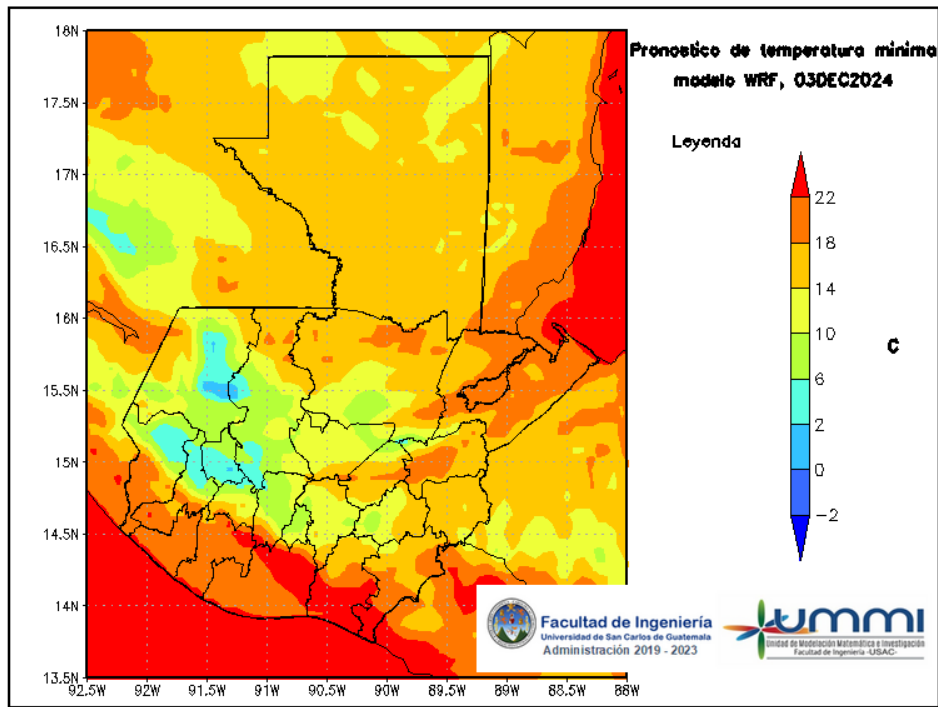 Pronostico de temperatura minima
modelo WRF, 03DEC2024
Leyenda
22
18
14
10
6
2
0
−2
C
18N
17.5N
17N
16.5N
16N
15.5N
15N
14.5N
14N
13.5N
92.5W
92W
91.5W
91W
90.5W
90W
89.5W
89W
88.5W
88W
Facultad de Ingeniería
Universidad de San Carlos de Guatemala
Administración 2019 - 2023
UMMI
Unidad de Modelación Matemática e Investigación
Facultad de Ingeniería -USAC-